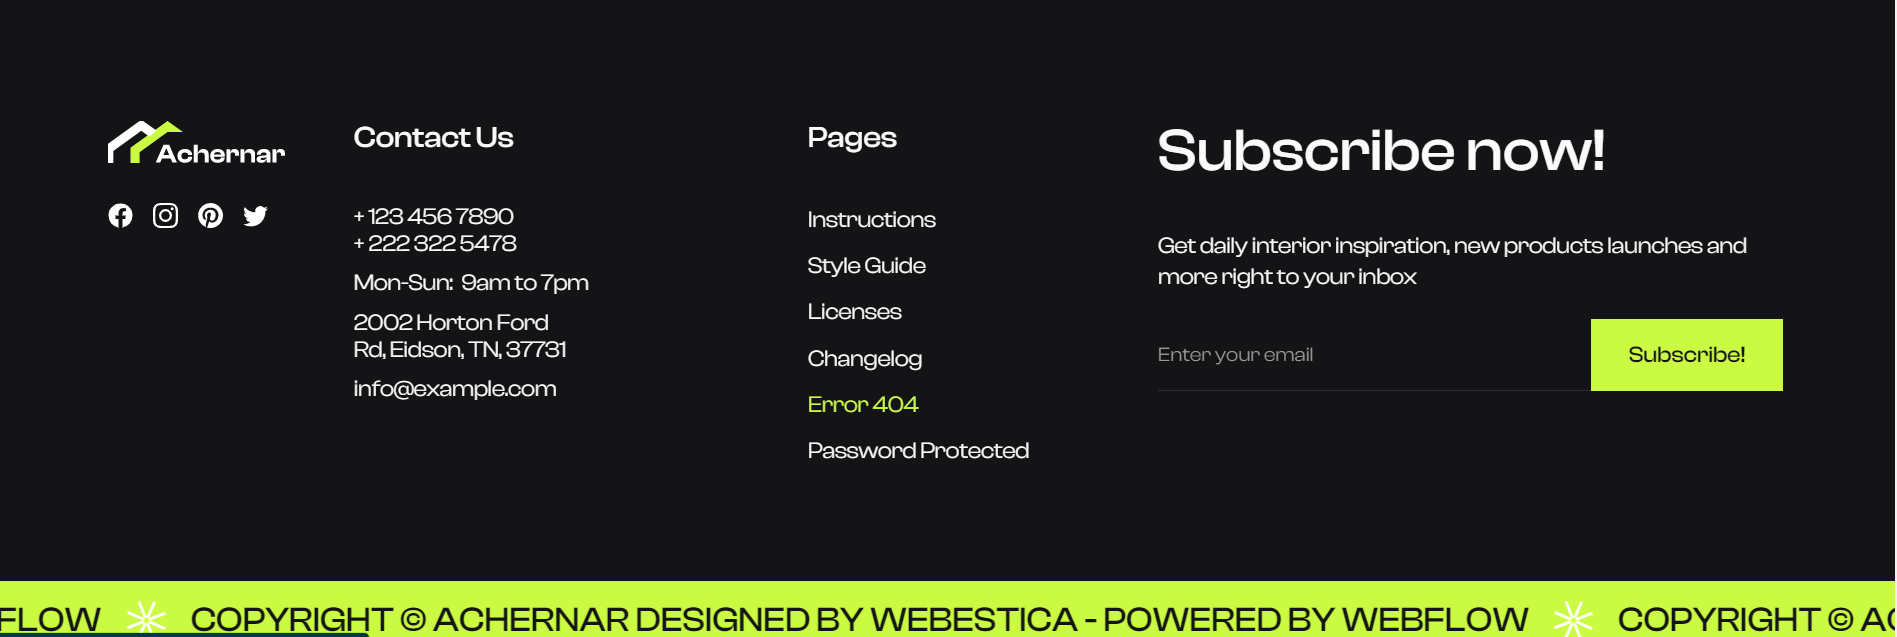 Achernar
Contact Us
+ 123 456 7890
+ 222 322 5478
Mon-Sun: 9am to 7pm
2002 Horton Ford
Rd, Eidson, TN, 37731
info@example.com
Pages
Instructions
Style Guide
Licenses
Changelog
Error 404
Password Protected
Subscribe now!
Get daily interior inspiration, new products launches and
more right to your inbox
Enter your email
Subscribe!
FLOW COPYRIGHT © ACHERNAR DESIGNED BY WEBESTICA - POWERED BY WEBFLOW COPYRIGHT © AC